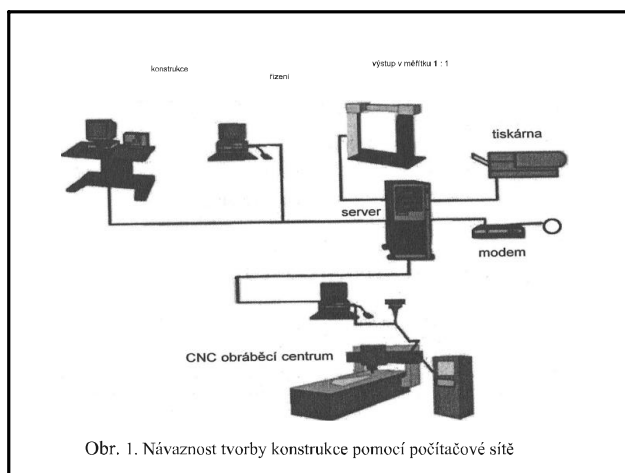 konstrukce
řízení
výstup v měřítku 1 : 1
tiskárna
server
modem
CNC obráběcí centrum
Obr. 1. Návaznost tvorby konstrukce pomocí počítačové sítě